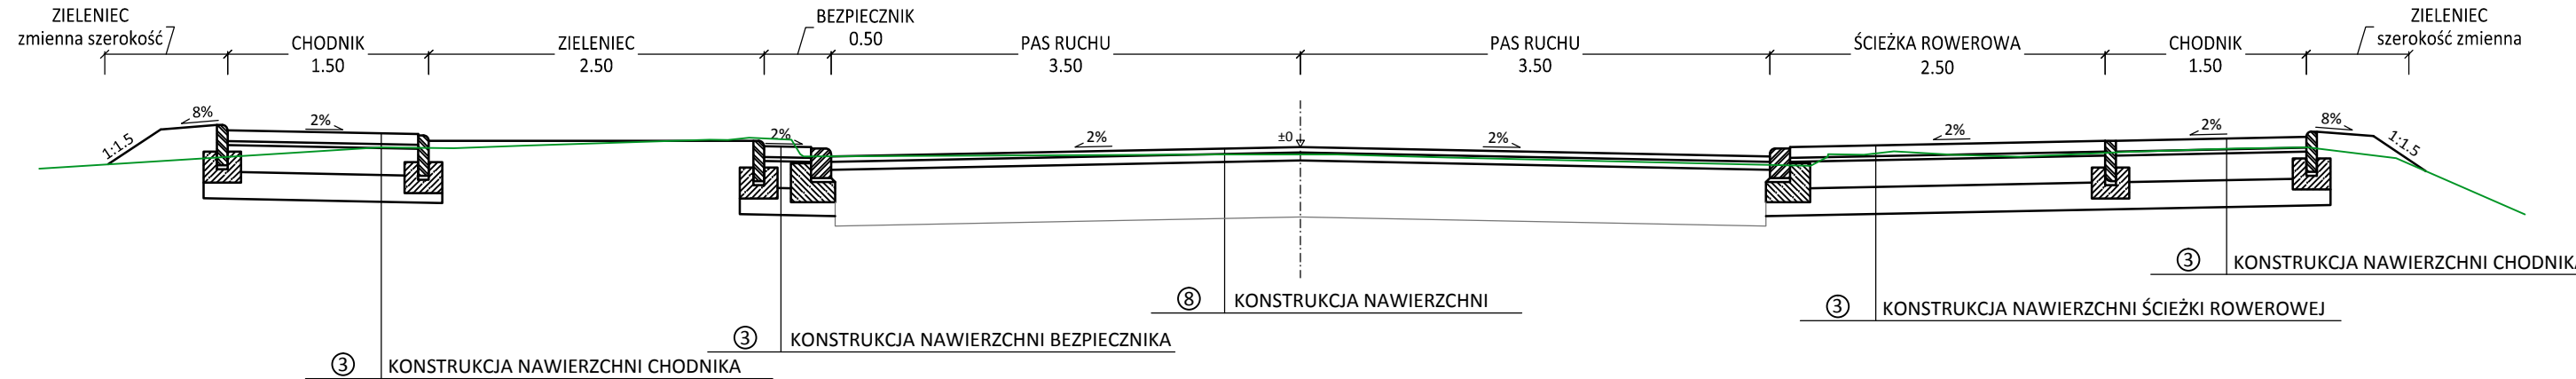 ZIELENIEC
zmienna szerokość
CHODNIK
1.50
ZIELENIEC
2.50
BEZPIECZNIK
0.50
PAS RUCHU
3.50
PAS RUCHU
3.50
ŚCIEŻKA ROWEROWA
2.50
CHODNIK
1.50
ZIELENIEC
szerokość zmienna
1:1.5
8%
2%
2%
2%
±0
2%
2%
2%
8%
1:1.5
③ KONSTRUKCJA NAWIERZCHNI CHODNIKA
⑧ KONSTRUKCJA NAWIERZCHNI
③ KONSTRUKCJA NAWIERZCHNI ŚCIEŻKI ROWEROWEJ
③ KONSTRUKCJA NAWIERZCHNI BEZPIECZNIKA
③ KONSTRUKCJA NAWIERZCHNI CHODNIKA